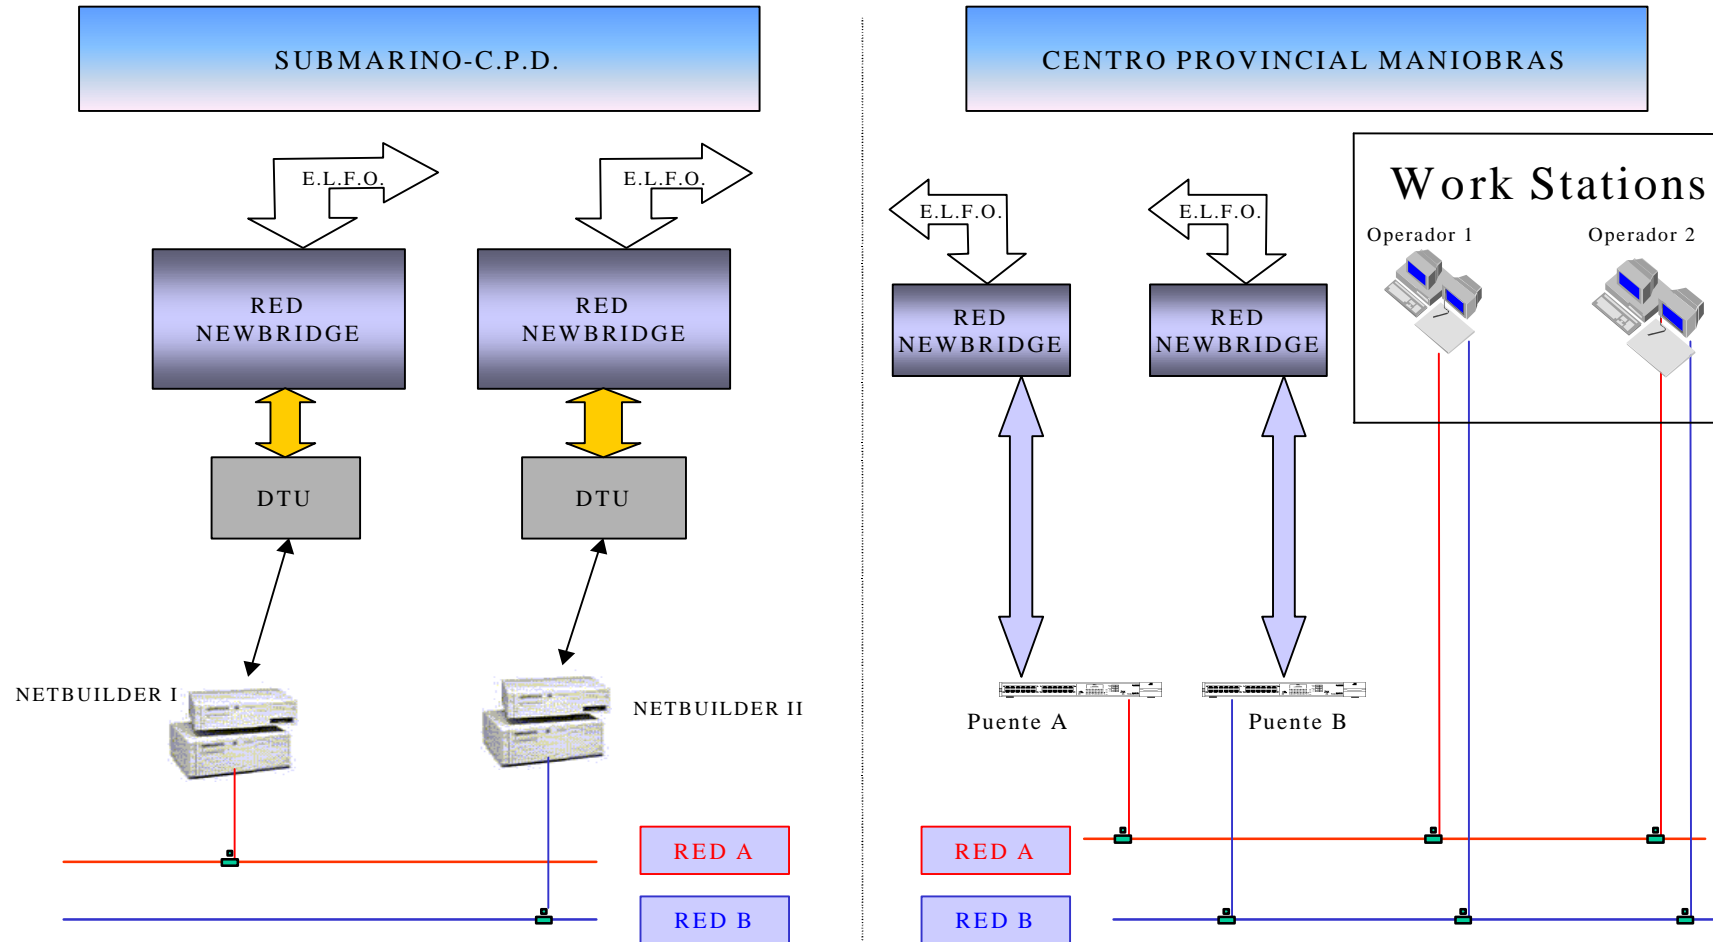 SUBMARINO-C.P.D.
E.L.F.O.
E.L.F.O.
RED
NEWBRIDGE
RED
NEWBRIDGE
DTU
DTU
NETBUILDER I
NETBUILDER II
RED A
RED B
CENTRO PROVINCIAL MANIOBRAS
E.L.F.O.
E.L.F.O.
RED
NEWBRIDGE
RED
NEWBRIDGE
Work Stations
Operador 1
Operador 2
Puente A
Puente B
RED A
RED B